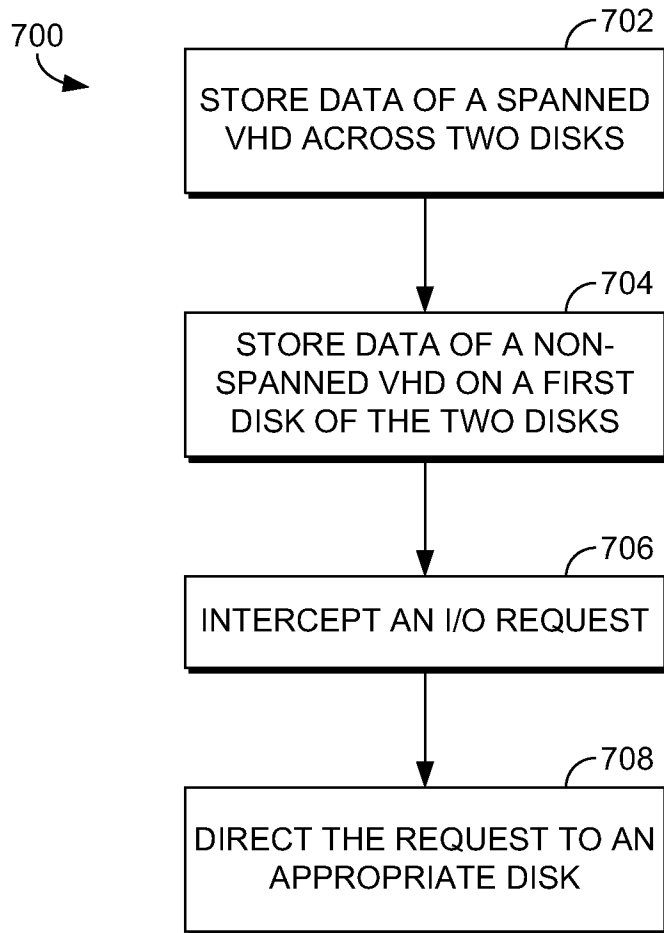 700
702
STORE DATA OF A SPANNED
VHD ACROSS TWO DISKS
704
STORE DATA OF A NON-
SPANNED VHD ON A FIRST
DISK OF THE TWO DISKS
706
INTERCEPT AN I/O REQUEST
708
DIRECT THE REQUEST TO AN
APPROPRIATE DISK